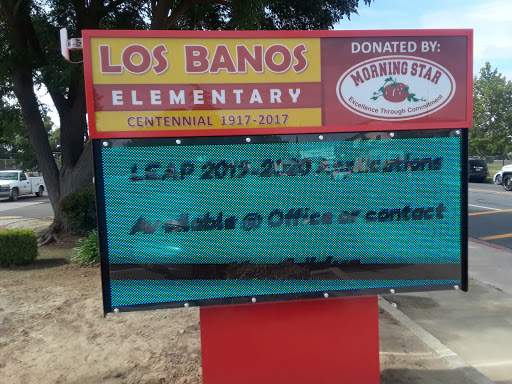 LOS BANOS
ELEMENTARY
CENTENNIAL 1917-2017
DONATED BY:
MORNING STAR
Excellence Through Commitment
LEAP 2019-2020 Applications
Available @ Office or contact